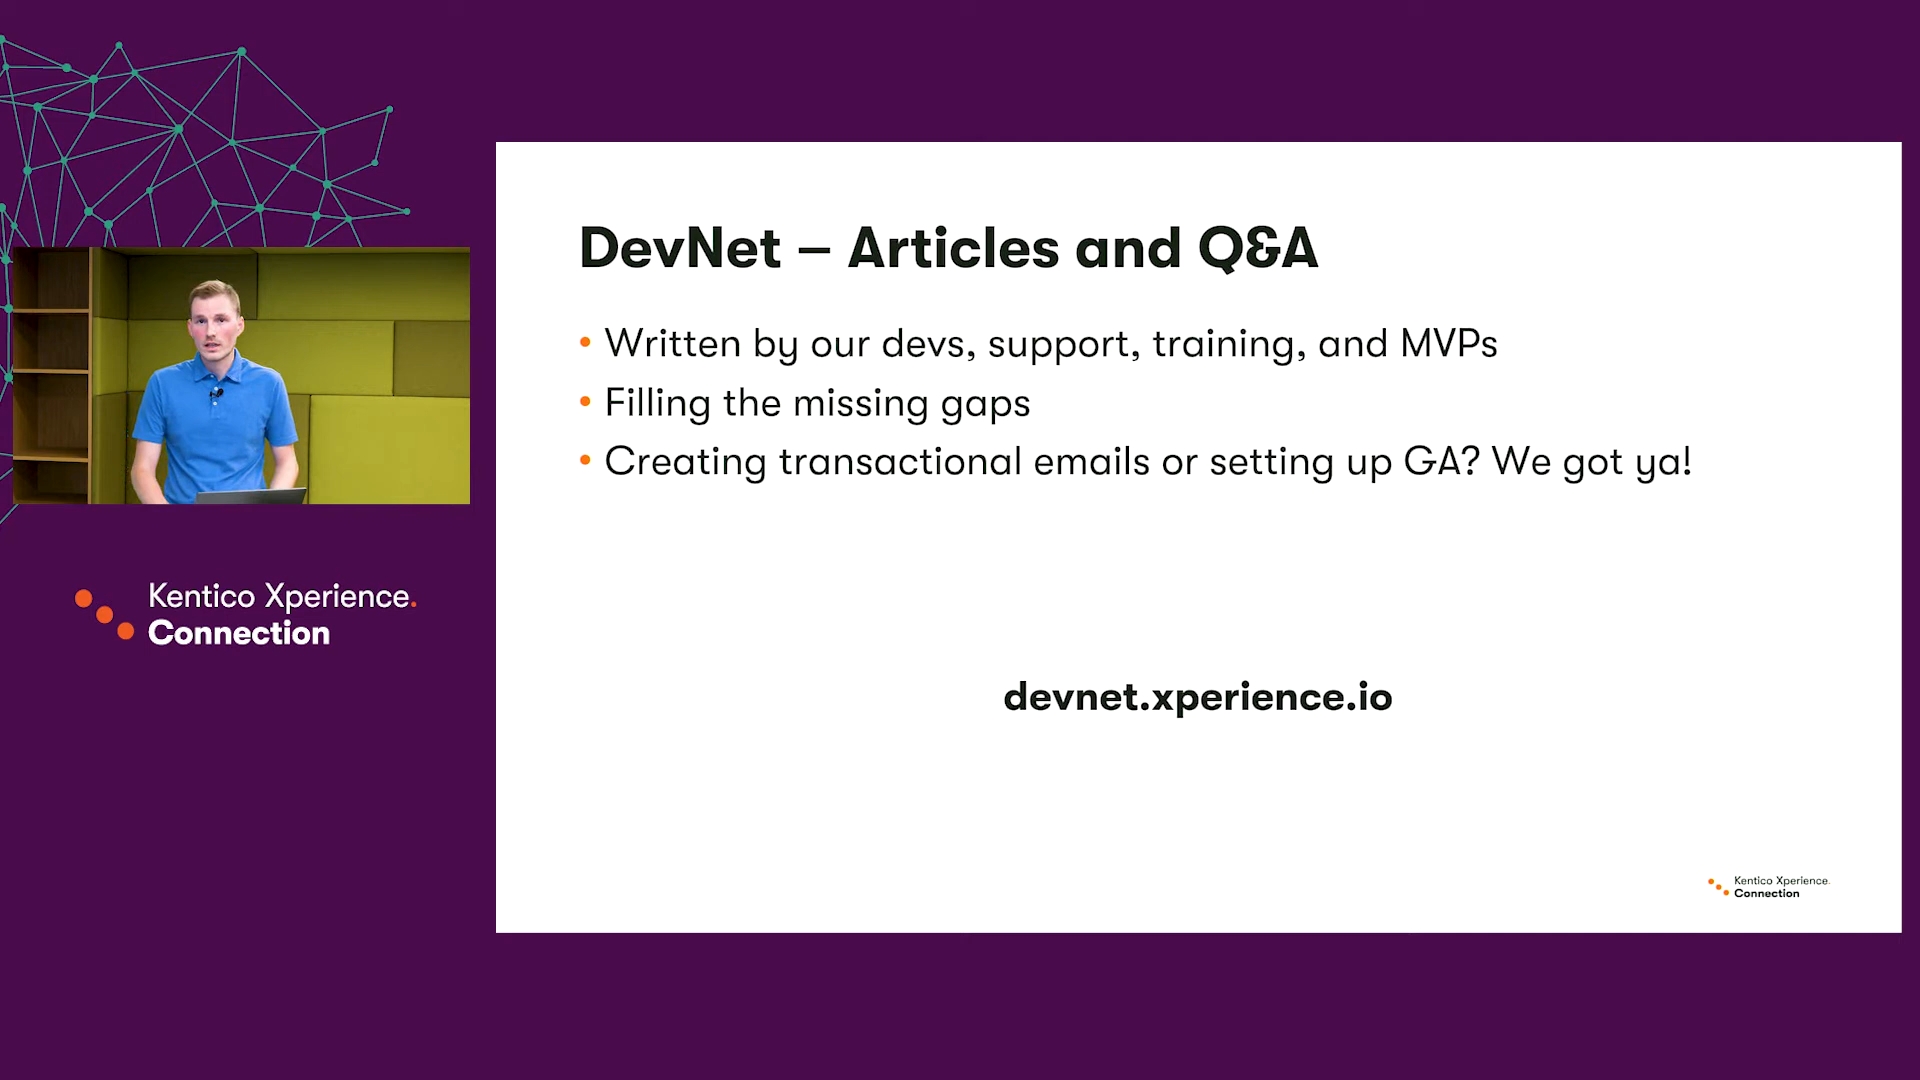 DevNet – Articles and Q&A
• Written by our devs, support, training, and MVPs
• Filling the missing gaps
• Creating transactional emails or setting up GA? We got ya!
devnet.xperience.io
Kentico Xperience.
Connection
Kentico Xperience.
Connection